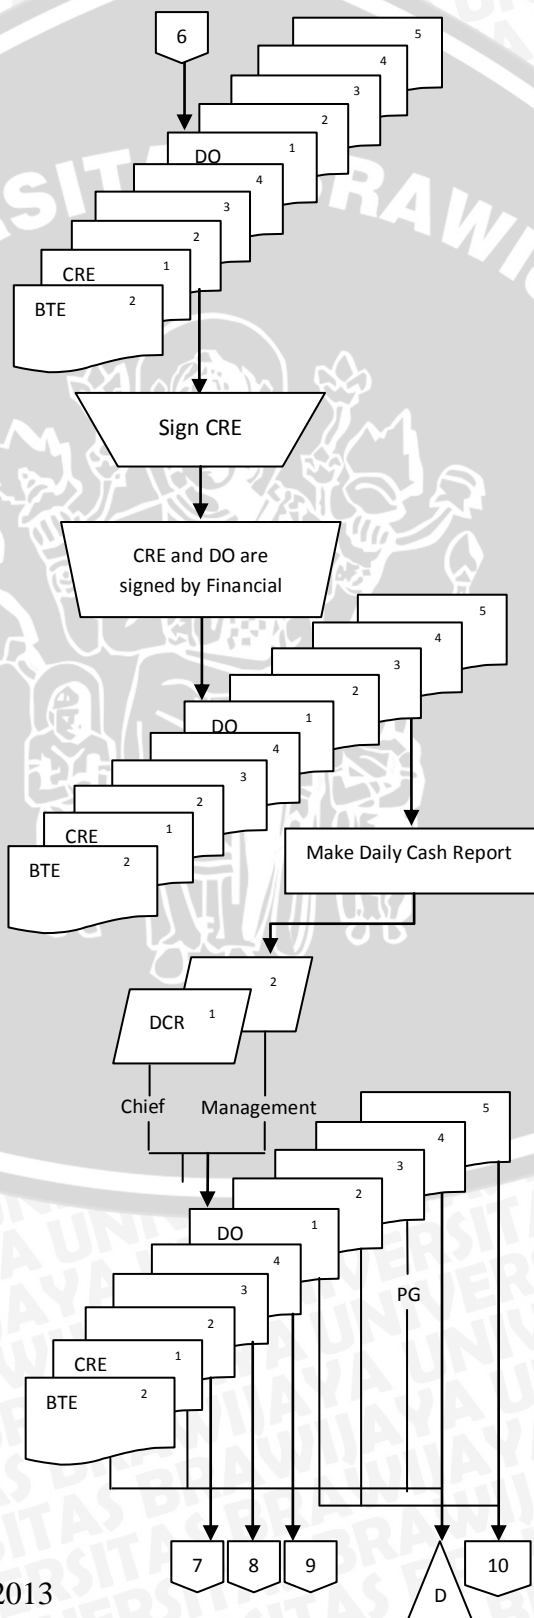 6
5
4
3
2
DO 1
4
3
2
CRE 1
BTE 2
Sign CRE
CRE and DO are
signed by Financial
5
4
3
2
DO 1
4
3
2
CRE 1
BTE 2
Make Daily Cash Report
2
DCR 1
Chief Management
5
4
3
2
DO 1
4
3
2
CRE 1
BTE 2
PG
7 8 9 D 10
2013